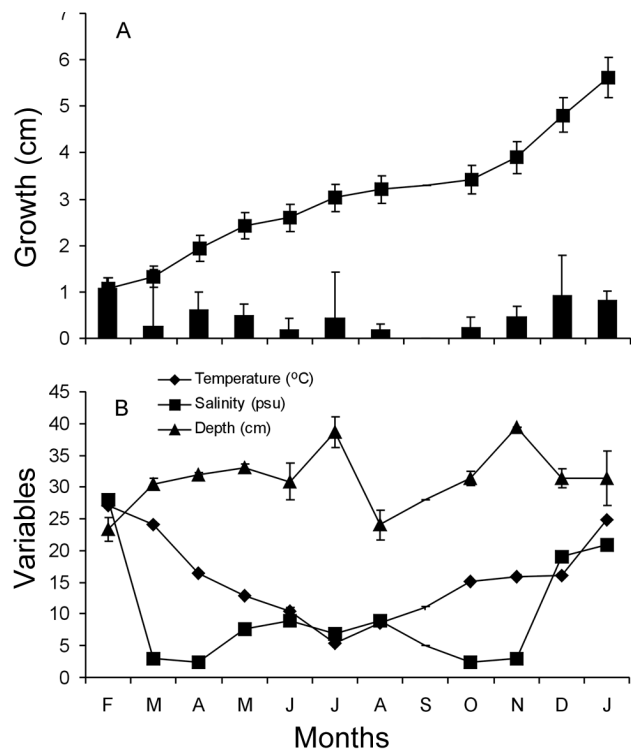 A
7
6
5
4
3
2
1
0
Growth (cm)
B
Temperature (ºC)
Salinity (psu)
Depth (cm)
45
40
35
30
25
20
15
10
5
0
Variables
F M A M J J A S O N D J
Months